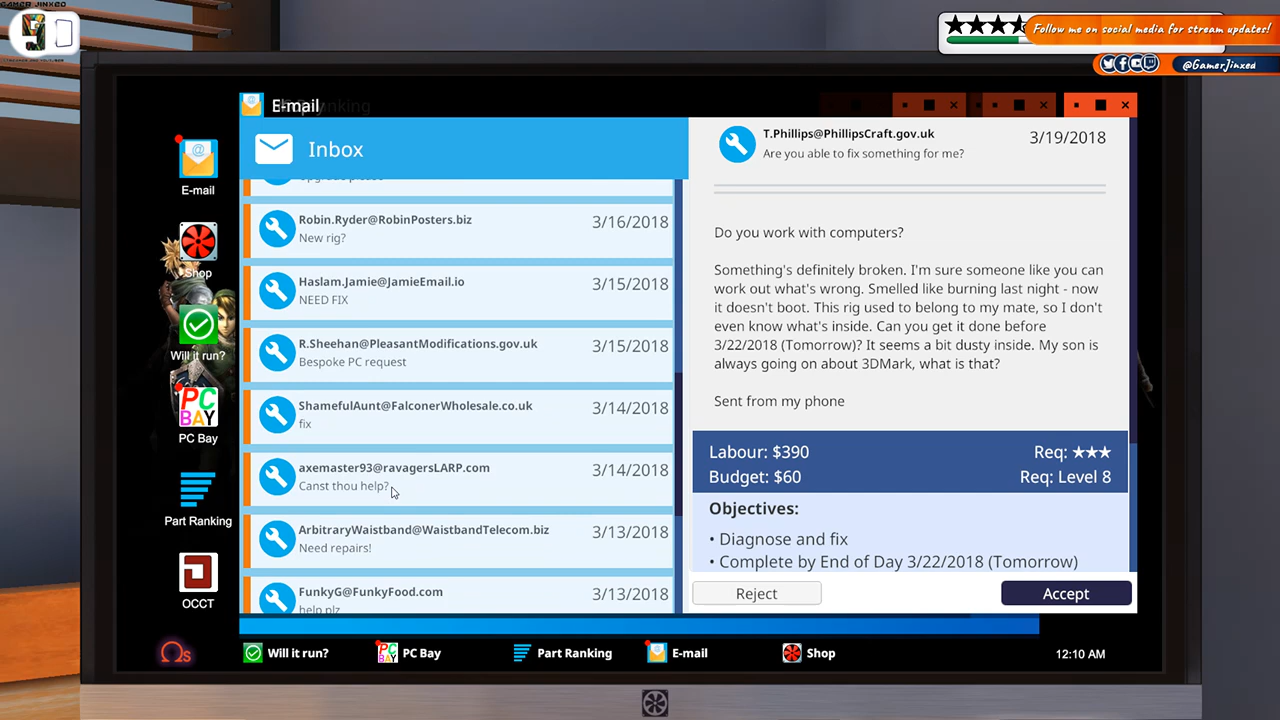 GAMER JINXED
Follow me on social media for stream updates!
@GamerJinxed
E-mail
Inbox
T.Phillips@PhillipsCraft.gov.uk
3/19/2018
Are you able to fix something for me?
E-mail
Shop
Will it run?
PC
BAY
PC Bay
Part Ranking
OCCT
Upgrade please
Robin.Ryder@RobinPosters.biz
3/16/2018
New rig?
Haslam.Jamie@JamieEmail.io
3/15/2018
NEED FIX
R.Sheehan@PleasantModifications.gov.uk
3/15/2018
Bespoke PC request
ShamefulAunt@FalconerWholesale.co.uk
3/14/2018
fix
axemaster93@ravagersLARP.com
3/14/2018
Canst thou help?
ArbitraryWaistband@WaistbandTelecom.biz
3/13/2018
Need repairs!
FunkyG@FunkyFood.com
3/13/2018
help plz
Do you work with computers?
Something's definitely broken. I'm sure someone like you can
work out what's wrong. Smelled like burning last night - now
it doesn't boot. This rig used to belong to my mate, so I don't
even know what's inside. Can you get it done before
3/22/2018 (Tomorrow)? It seems a bit dusty inside. My son is
always going on about 3DMark, what is that?
Sent from my phone
Labour: $390
Req: ★★★
Budget: $60
Req: Level 8
Objectives:
• Diagnose and fix
• Complete by End of Day 3/22/2018 (Tomorrow)
Reject
Accept
Ωs
Will it run?
PC Bay
Part Ranking
E-mail
Shop
12:10 AM